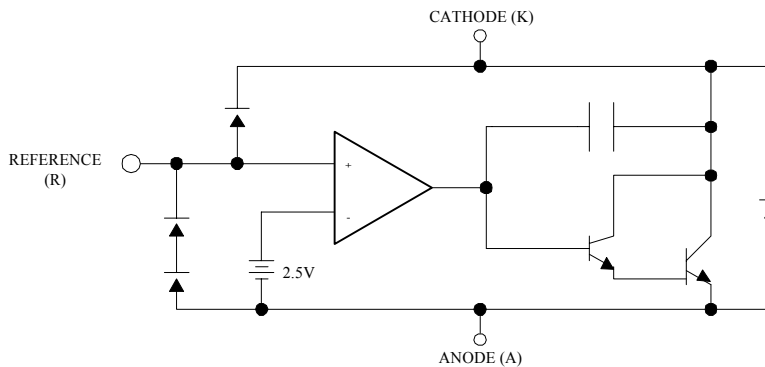 CATHODE (K)
REFERENCE
(R)
+
-
2.5V
ANODE (A)